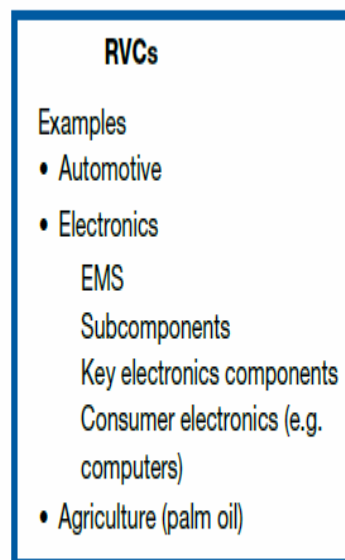 RVCs
Examples
• Automotive
• Electronics
EMS
Subcomponents
Key electronics components
Consumer electronics (e.g.
computers)
• Agriculture (palm oil)